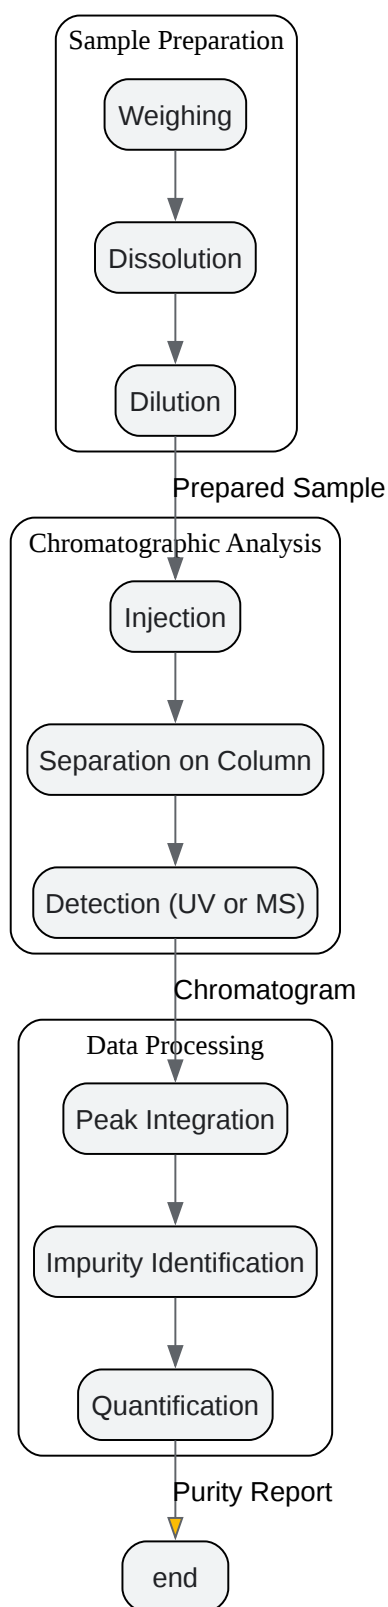 Sample Preparation
Weighing
Dissolution
Dilution
Prepared Sample
Chromatographic Analysis
Injection
Separation on Column
Detection (UV or MS)
Chromatogram
Data Processing
Peak Integration
Impurity Identification
Quantification
Purity Report
end